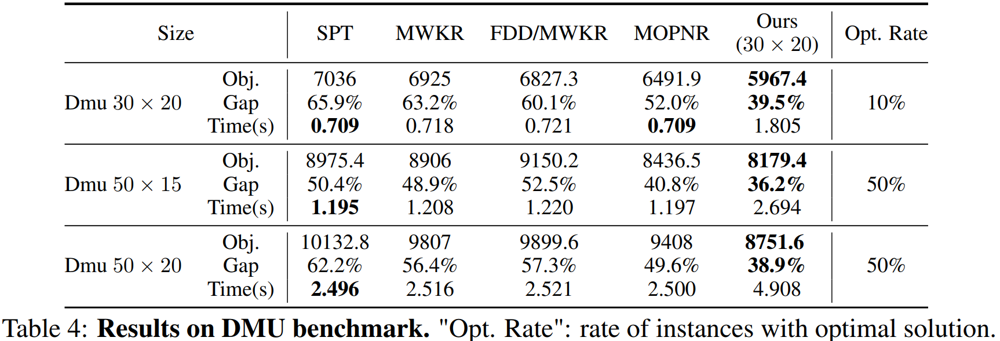 Size SPT MWKR FDD/MWKR MOPNR Ours (30 × 20) Opt. Rate
Obj. 7036 6925 6827.3 6491.9 5967.4
Dmu 30 × 20 Gap 65.9% 63.2% 60.1% 52.0% 39.5% 10%
Time(s) 0.709 0.718 0.721 0.709 1.805
Obj. 8975.4 8906 9150.2 8436.5 8179.4
Dmu 50 × 15 Gap 50.4% 48.9% 52.5% 40.8% 36.2% 50%
Time(s) 1.195 1.208 1.220 1.197 2.694
Obj. 10132.8 9807 9899.6 9408 8751.6
Dmu 50 × 20 Gap 62.2% 56.4% 57.3% 49.6% 38.9% 50%
Time(s) 2.496 2.516 2.521 2.500 4.908
Table 4: Results on DMU benchmark. "Opt. Rate": rate of instances with optimal solution.